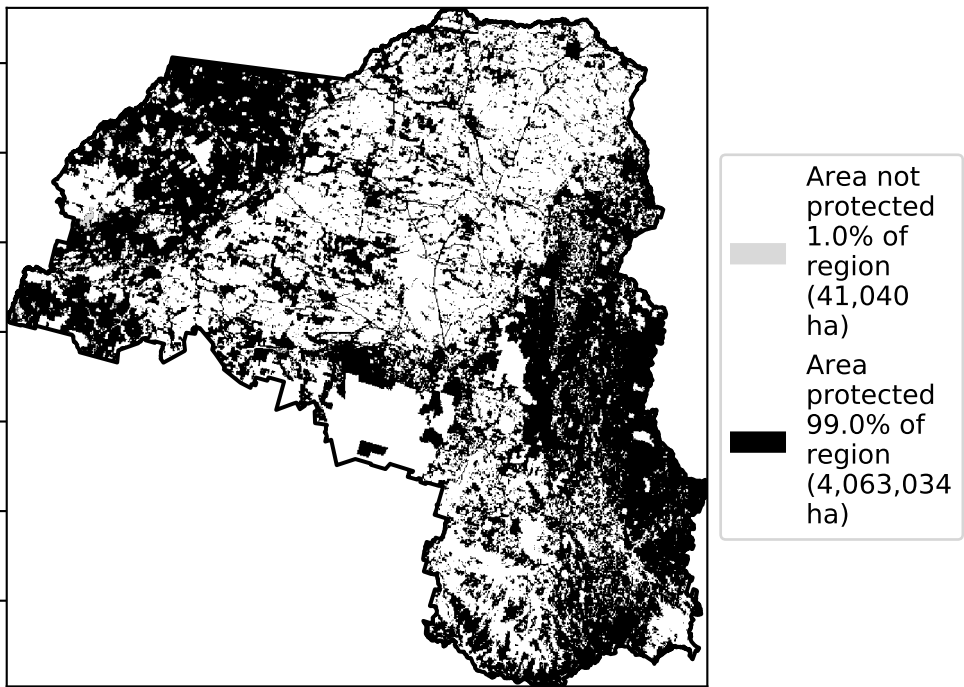 Area not
protected
1.0% of
region
(41,040
ha)
Area
protected
99.0% of
region
(4,063,034
ha)